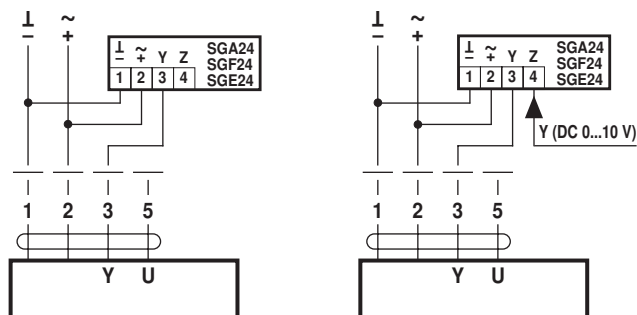 ⊥ ~
− +
⊥ ~ Y Z SGA24
− + SGF24
1 2 3 4 SGE24
1 2 3 5
Y U
⊥ ~
− +
⊥ ~ Y Z SGA24
− + SGF24
1 2 3 4 SGE24
Y (DC 0...10 V)
1 2 3 5
Y U